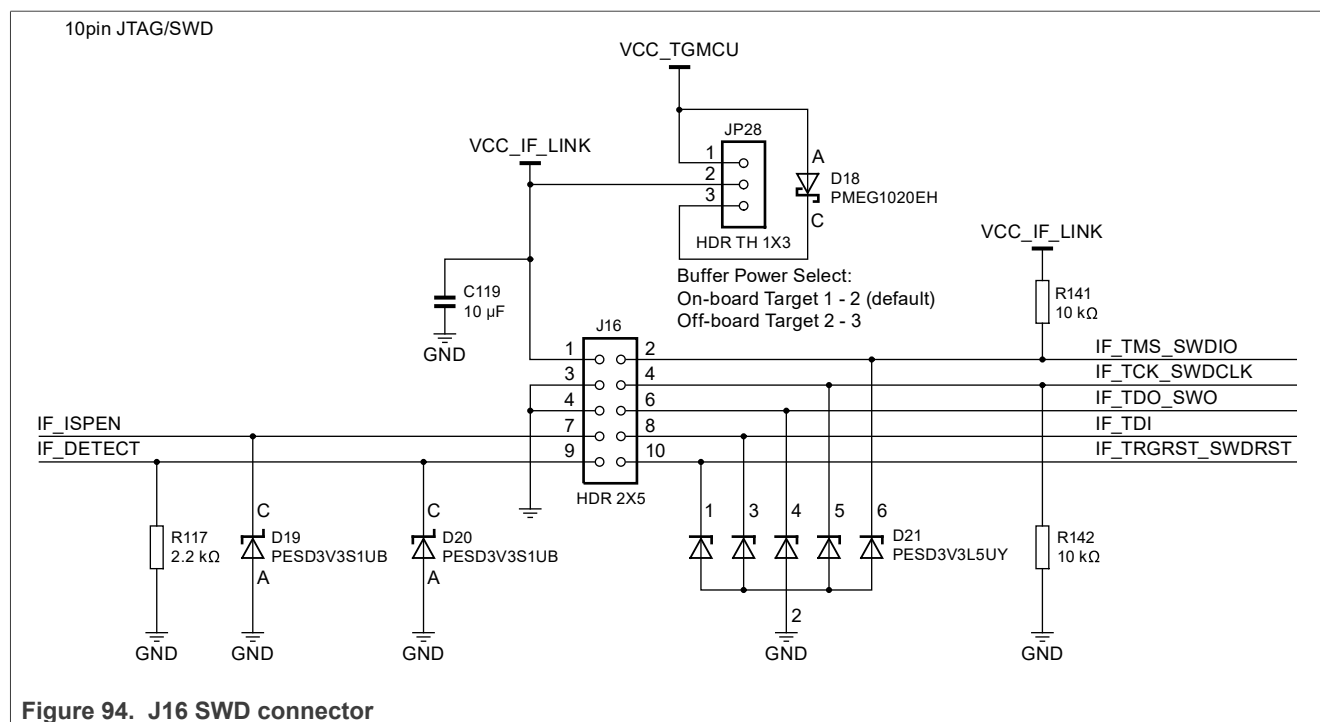 10pin JTAG/SWD
VCC_TGMCU
JP28
VCC_IF_LINK
1
2
3
A
D18
PMEG1020EH
C
HDR TH 1X3
VCC_IF_LINK
Buffer Power Select:
On-board Target 1 - 2 (default)
Off-board Target 2 - 3
C119
10 µF
GND
R141
10 kΩ
J16
1
2
IF_TMS_SWDIO
3
4
IF_TCK_SWDCLK
4
6
IF_TDO_SWO
IF_ISPEN
7
8
IF_TDI
IF_DETECT
9
10
IF_TRGRST_SWDRST
HDR 2X5
R117
2.2 kΩ
C
D19
PESD3V3S1UB
A
C
D20
PESD3V3S1UB
A
1
3
4
5
6
D21
PESD3V3L5UY
2
R142
10 kΩ
GND
GND
GND
GND
GND
Figure 94. J16 SWD connector